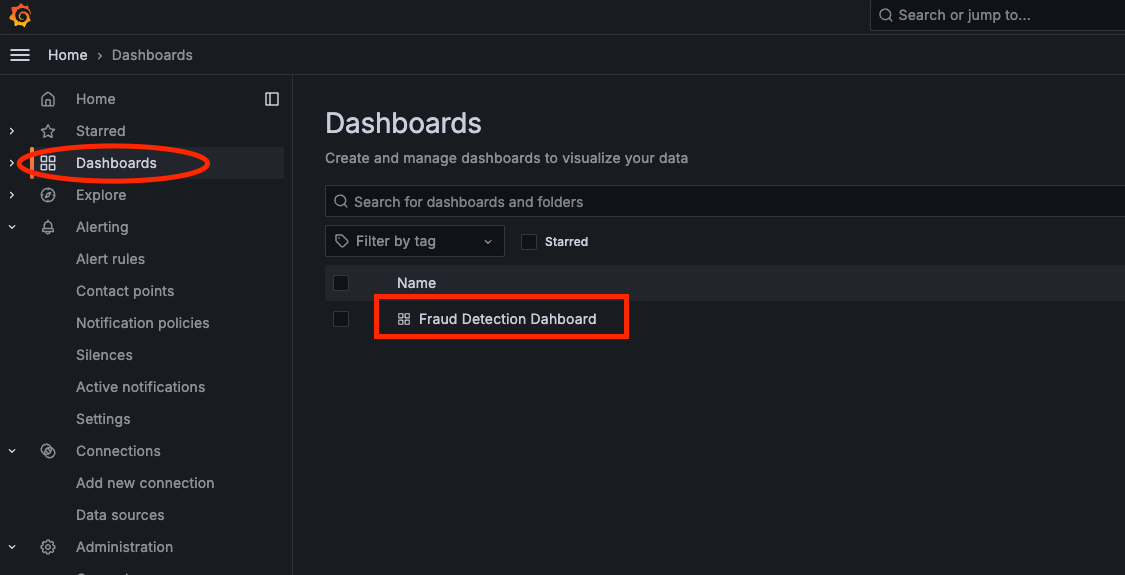 Search or jump to...
Home › Dashboards
Home
Starred
Dashboards
Explore
Alerting
Alert rules
Contact points
Notification policies
Silences
Active notifications
Settings
Connections
Add new connection
Data sources
Administration
Dashboards
Create and manage dashboards to visualize your data
Search for dashboards and folders
Filter by tag
Starred
Name
Fraud Detection Dahboard